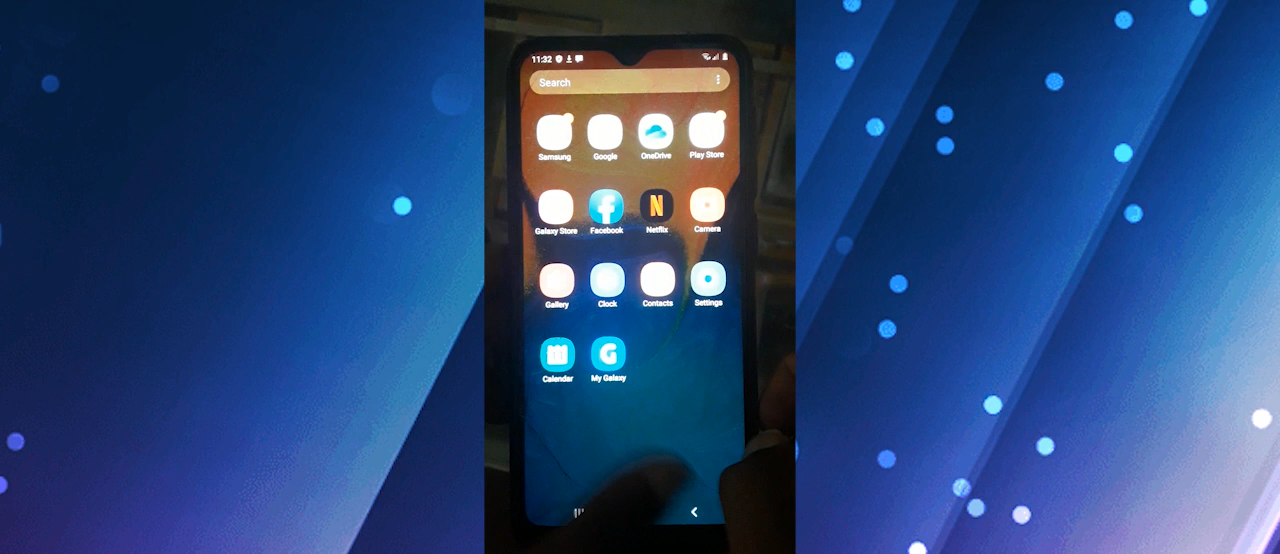 11:32
Search
Samsung Google OneDrive Play Store
Galaxy Store Facebook Netflix Camera
Gallery Clock Contacts Settings
Calendar My Galaxy